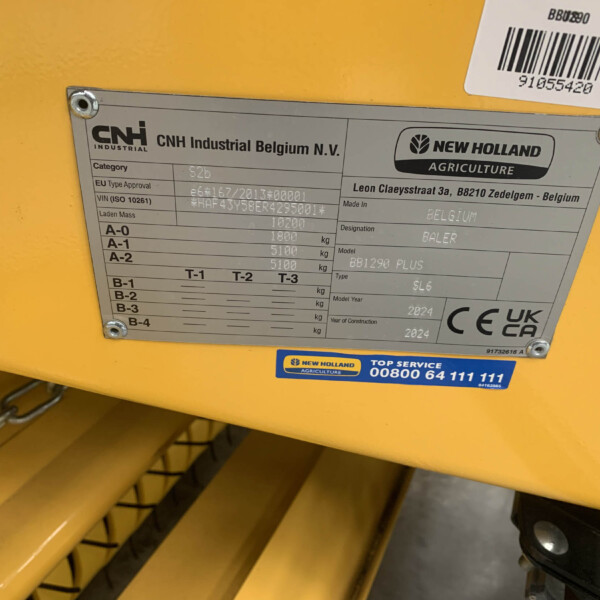 BB1290
91055420
CNH
INDUSTRIAL
CNH Industrial Belgium N.V.
Category S2b
EU Type Approval e6*167/2013*00001
VIN (ISO 10261)
Laden Mass 10200 kg
A-0 1800 kg
A-1 5100 kg
A-2 5100 kg
T-1 T-2 T-3
B-1 kg
B-2 kg
B-3 kg
B-4 kg
NEW HOLLAND
AGRICULTURE
Leon Claeysstraat 3a, B8210 Zedelgem - Belgium
Made In BELGIUM
Designation BALER
Model BB1290 PLUS
Type SL6
Model Year 2024
Year of Construction 2024
CE UK
CA
91732616 A
NEW HOLLAND
AGRICULTURE
TOP SERVICE
00800 64 111 111